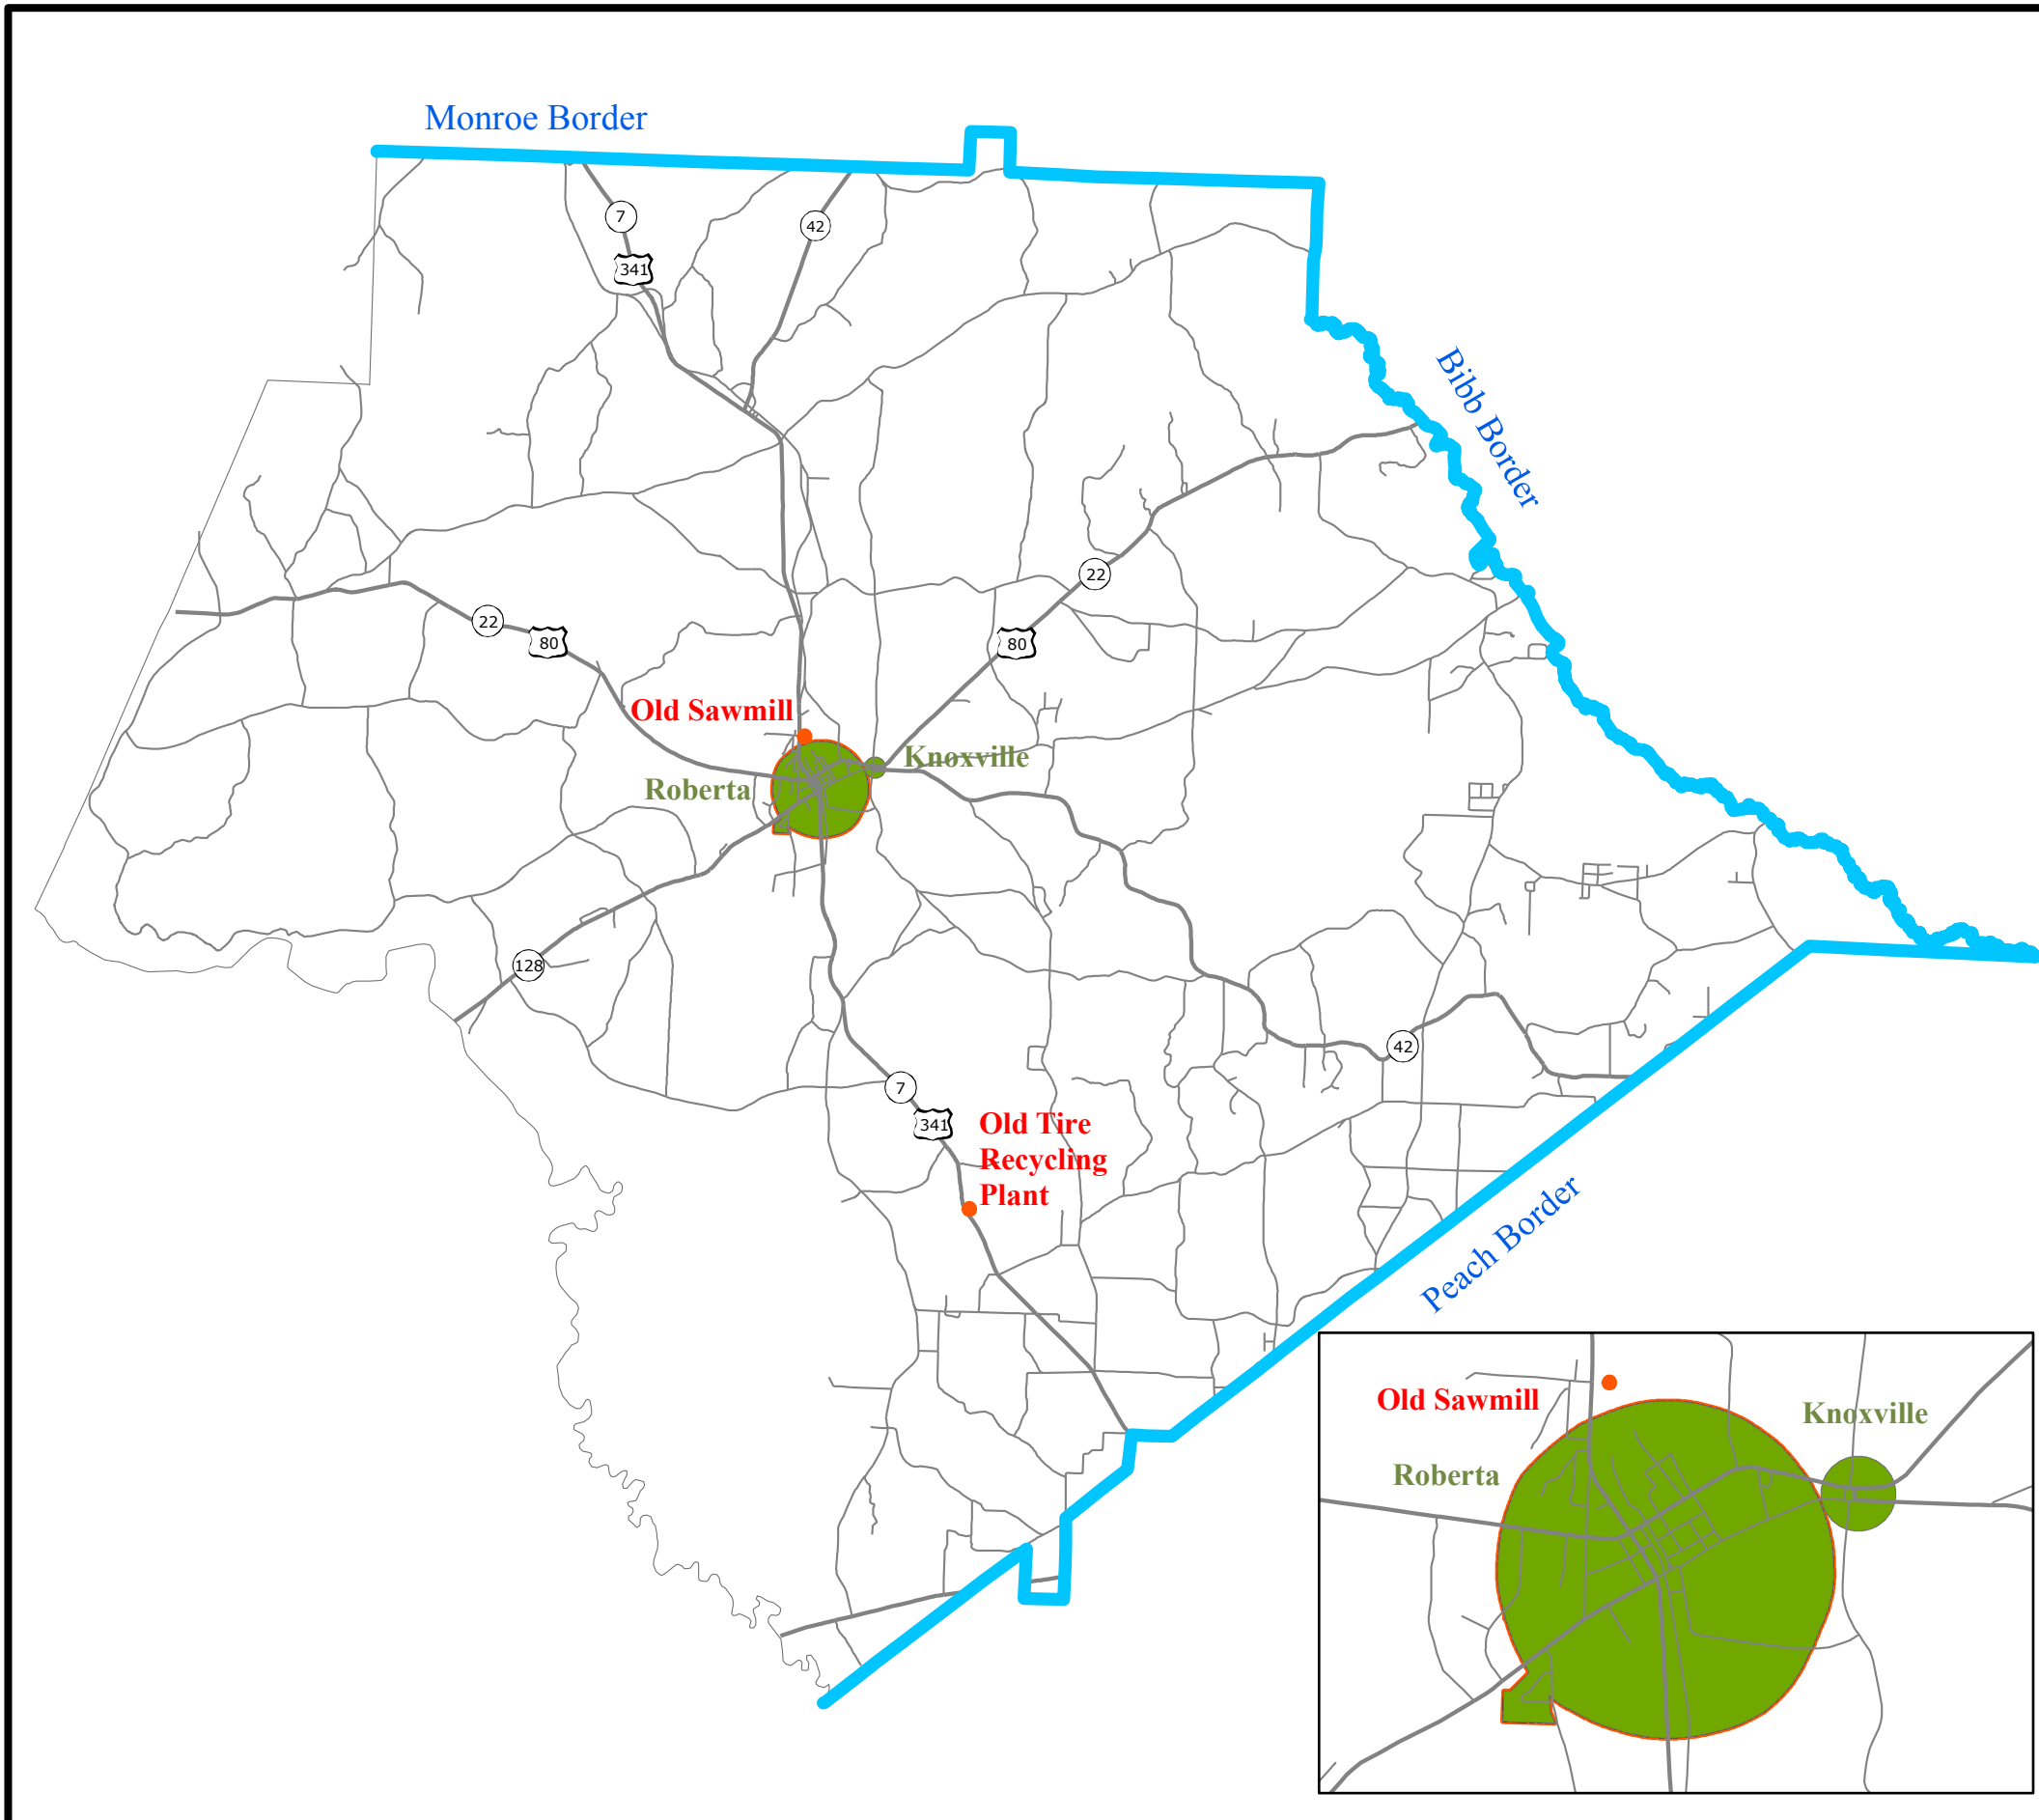 Monroe Border
7
42
341
Bibb Border
22
22
80
80
Old Sawmill
Knoxville
Roberta
128
42
7
341
Old Tire
Recycling
Plant
Peach Border
Old Sawmill
Knoxville
Roberta